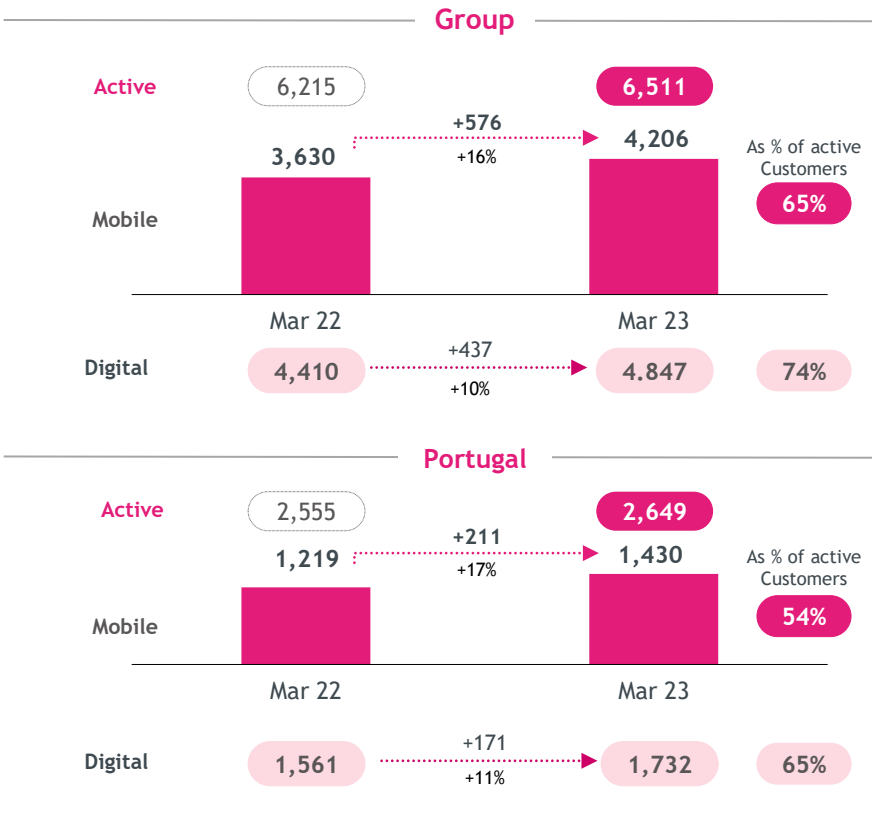 Group
Active 6,215 6,511
+576
3,630 4,206
+16%
As % of active
Customers
65%
Mobile
Mar 22 Mar 23
Digital 4,410 +437 4.847 74%
+10%
Portugal
Active 2,555 2,649
+211
1,219 1,430
+17%
As % of active
Customers
54%
Mobile
Mar 22 Mar 23
Digital 1,561 +171 1,732 65%
+11%